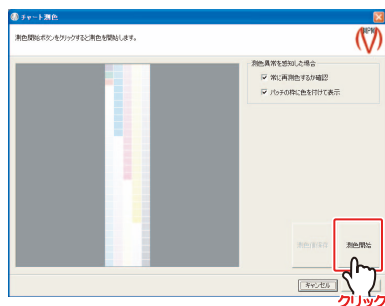 チャート測色
測色開始ボタンをクリックすると測色を開始します。
測色異常を感知した場合
常に再測色するか確認
パッチの枠に色を付けて表示
測色開始
キャンセル
クリック